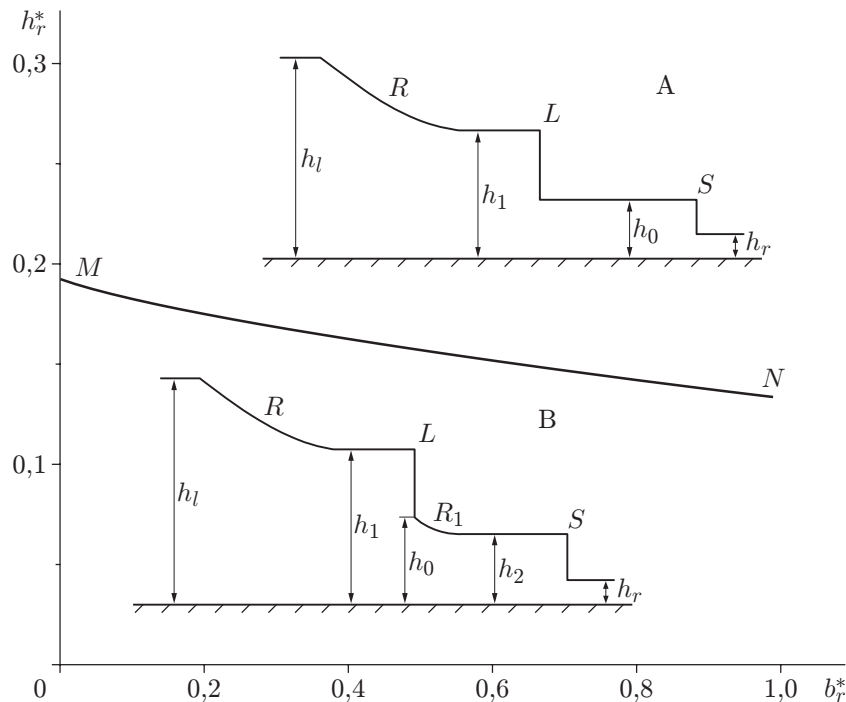 h_r^*
0,3
A
R
L
h_l
h_1
S
h_0
h_r
0,2
M
N
B
R
L
0,1
h_l
h_1
R_1
S
h_0
h_2
h_r
0 0,2 0,4 0,6 0,8 1,0 b_r^*